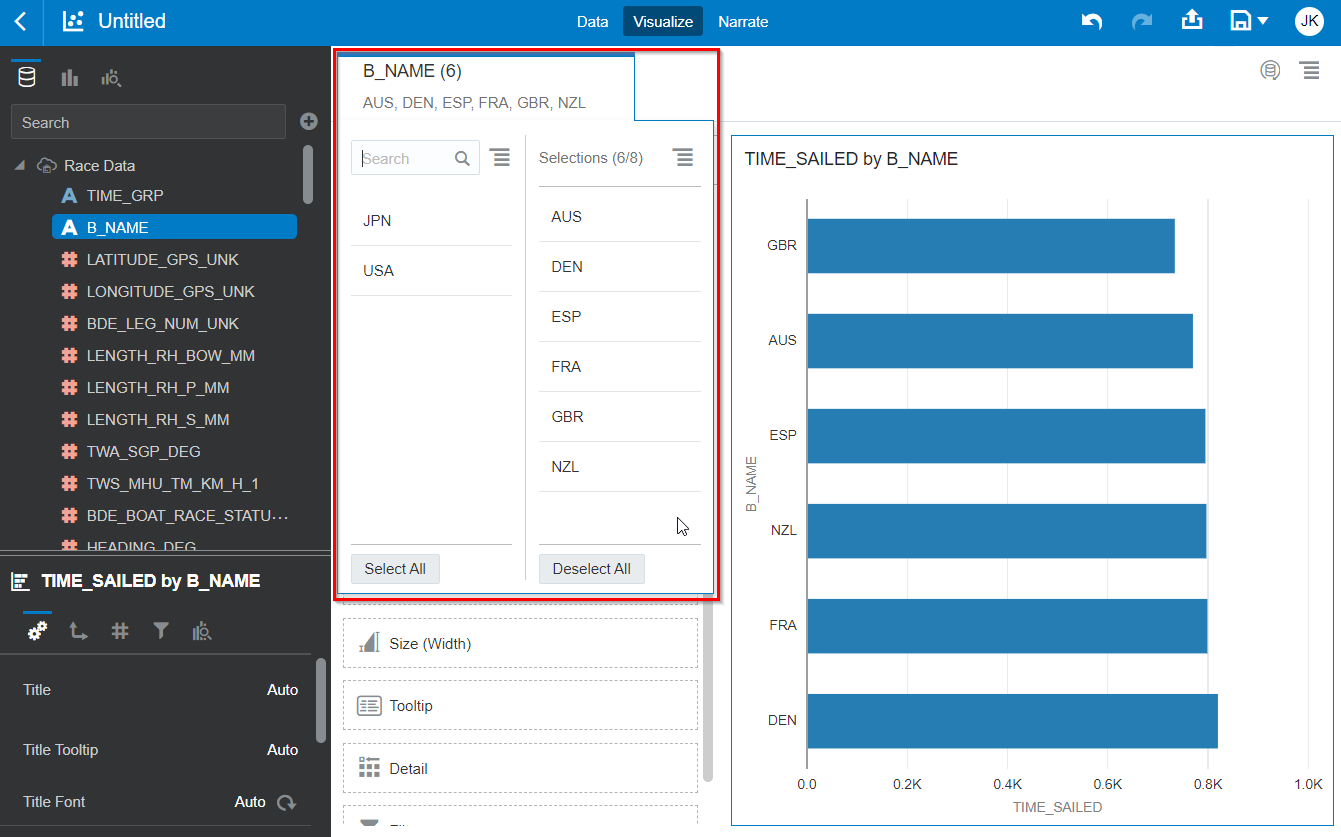 Untitled
Data
Visualize
Narrate
JK
Search
Race Data
TIME_GRP
B_NAME
LATITUDE_GPS_UNK
LONGITUDE_GPS_UNK
BDE_LEG_NUM_UNK
LENGTH_RH_BOW_MM
LENGTH_RH_P_MM
LENGTH_RH_S_MM
TWA_SGP_DEG
TWS_MHU_TM_KM_H_1
BDE_BOAT_RACE_STATU...
HEADING_DEG
TIME_SAILED by B_NAME
Title Auto
Title Tooltip Auto
Title Font Auto
B_NAME (6)
AUS, DEN, ESP, FRA, GBR, NZL
Search
JPN
USA
Select All
Selections (6/8)
AUS
DEN
ESP
FRA
GBR
NZL
Deselect All
Size (Width)
Tooltip
Detail
TIME_SAILED by B_NAME
B_NAME
GBR
AUS
ESP
NZL
FRA
DEN
0.0 0.2K 0.4K 0.6K 0.8K 1.0K
TIME_SAILED